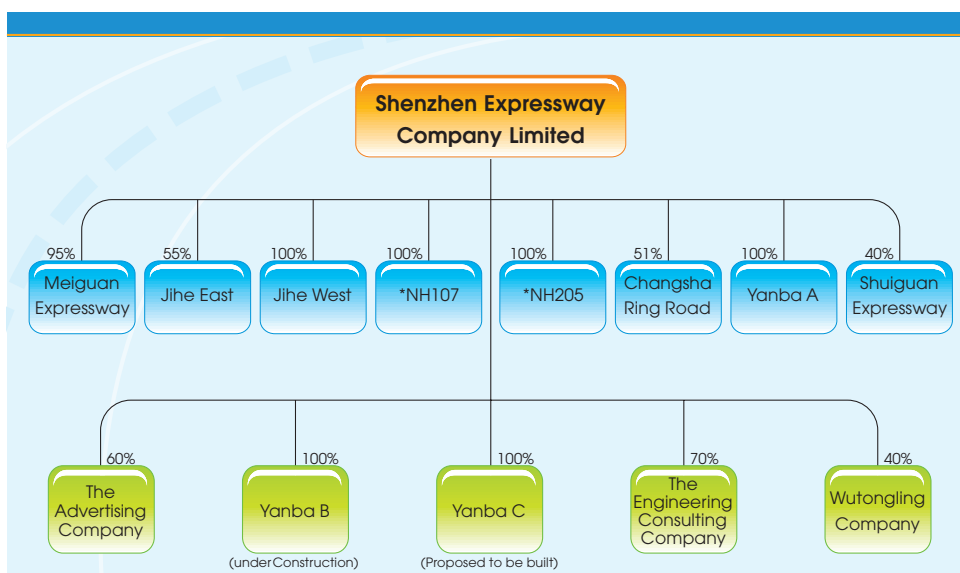 Shenzhen Expressway
Company Limited
95%
55%
100%
100%
100%
51%
100%
40%
Meiguan
Expressway
Jihe East
Jihe West
*NH107
*NH205
Changsha
Ring Road
Yanba A
Shuiguan
Expressway
60%
100%
100%
70%
40%
The
Advertising
Company
Yanba B
(under Construction)
Yanba C
(Proposed to be built)
The
Engineering
Consulting
Company
Wutongling
Company